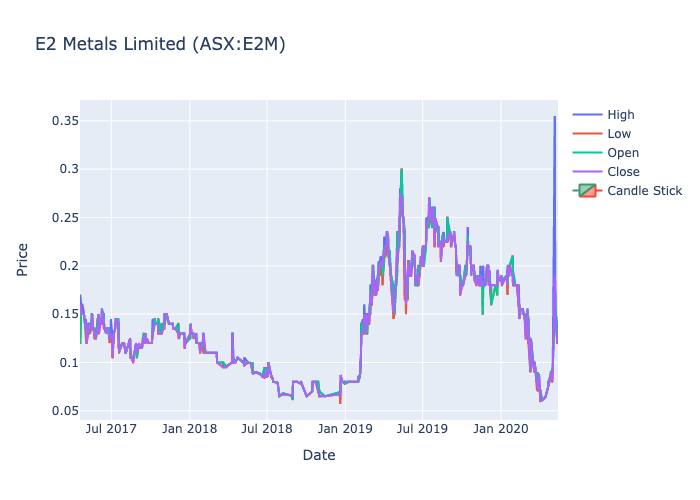 E2 Metals Limited (ASX:E2M)
High
Low
Open
Close
Candle Stick
Price
0.35
0.3
0.25
0.2
0.15
0.1
0.05
Jul 2017
Jan 2018
Jul 2018
Jan 2019
Jul 2019
Jan 2020
Date